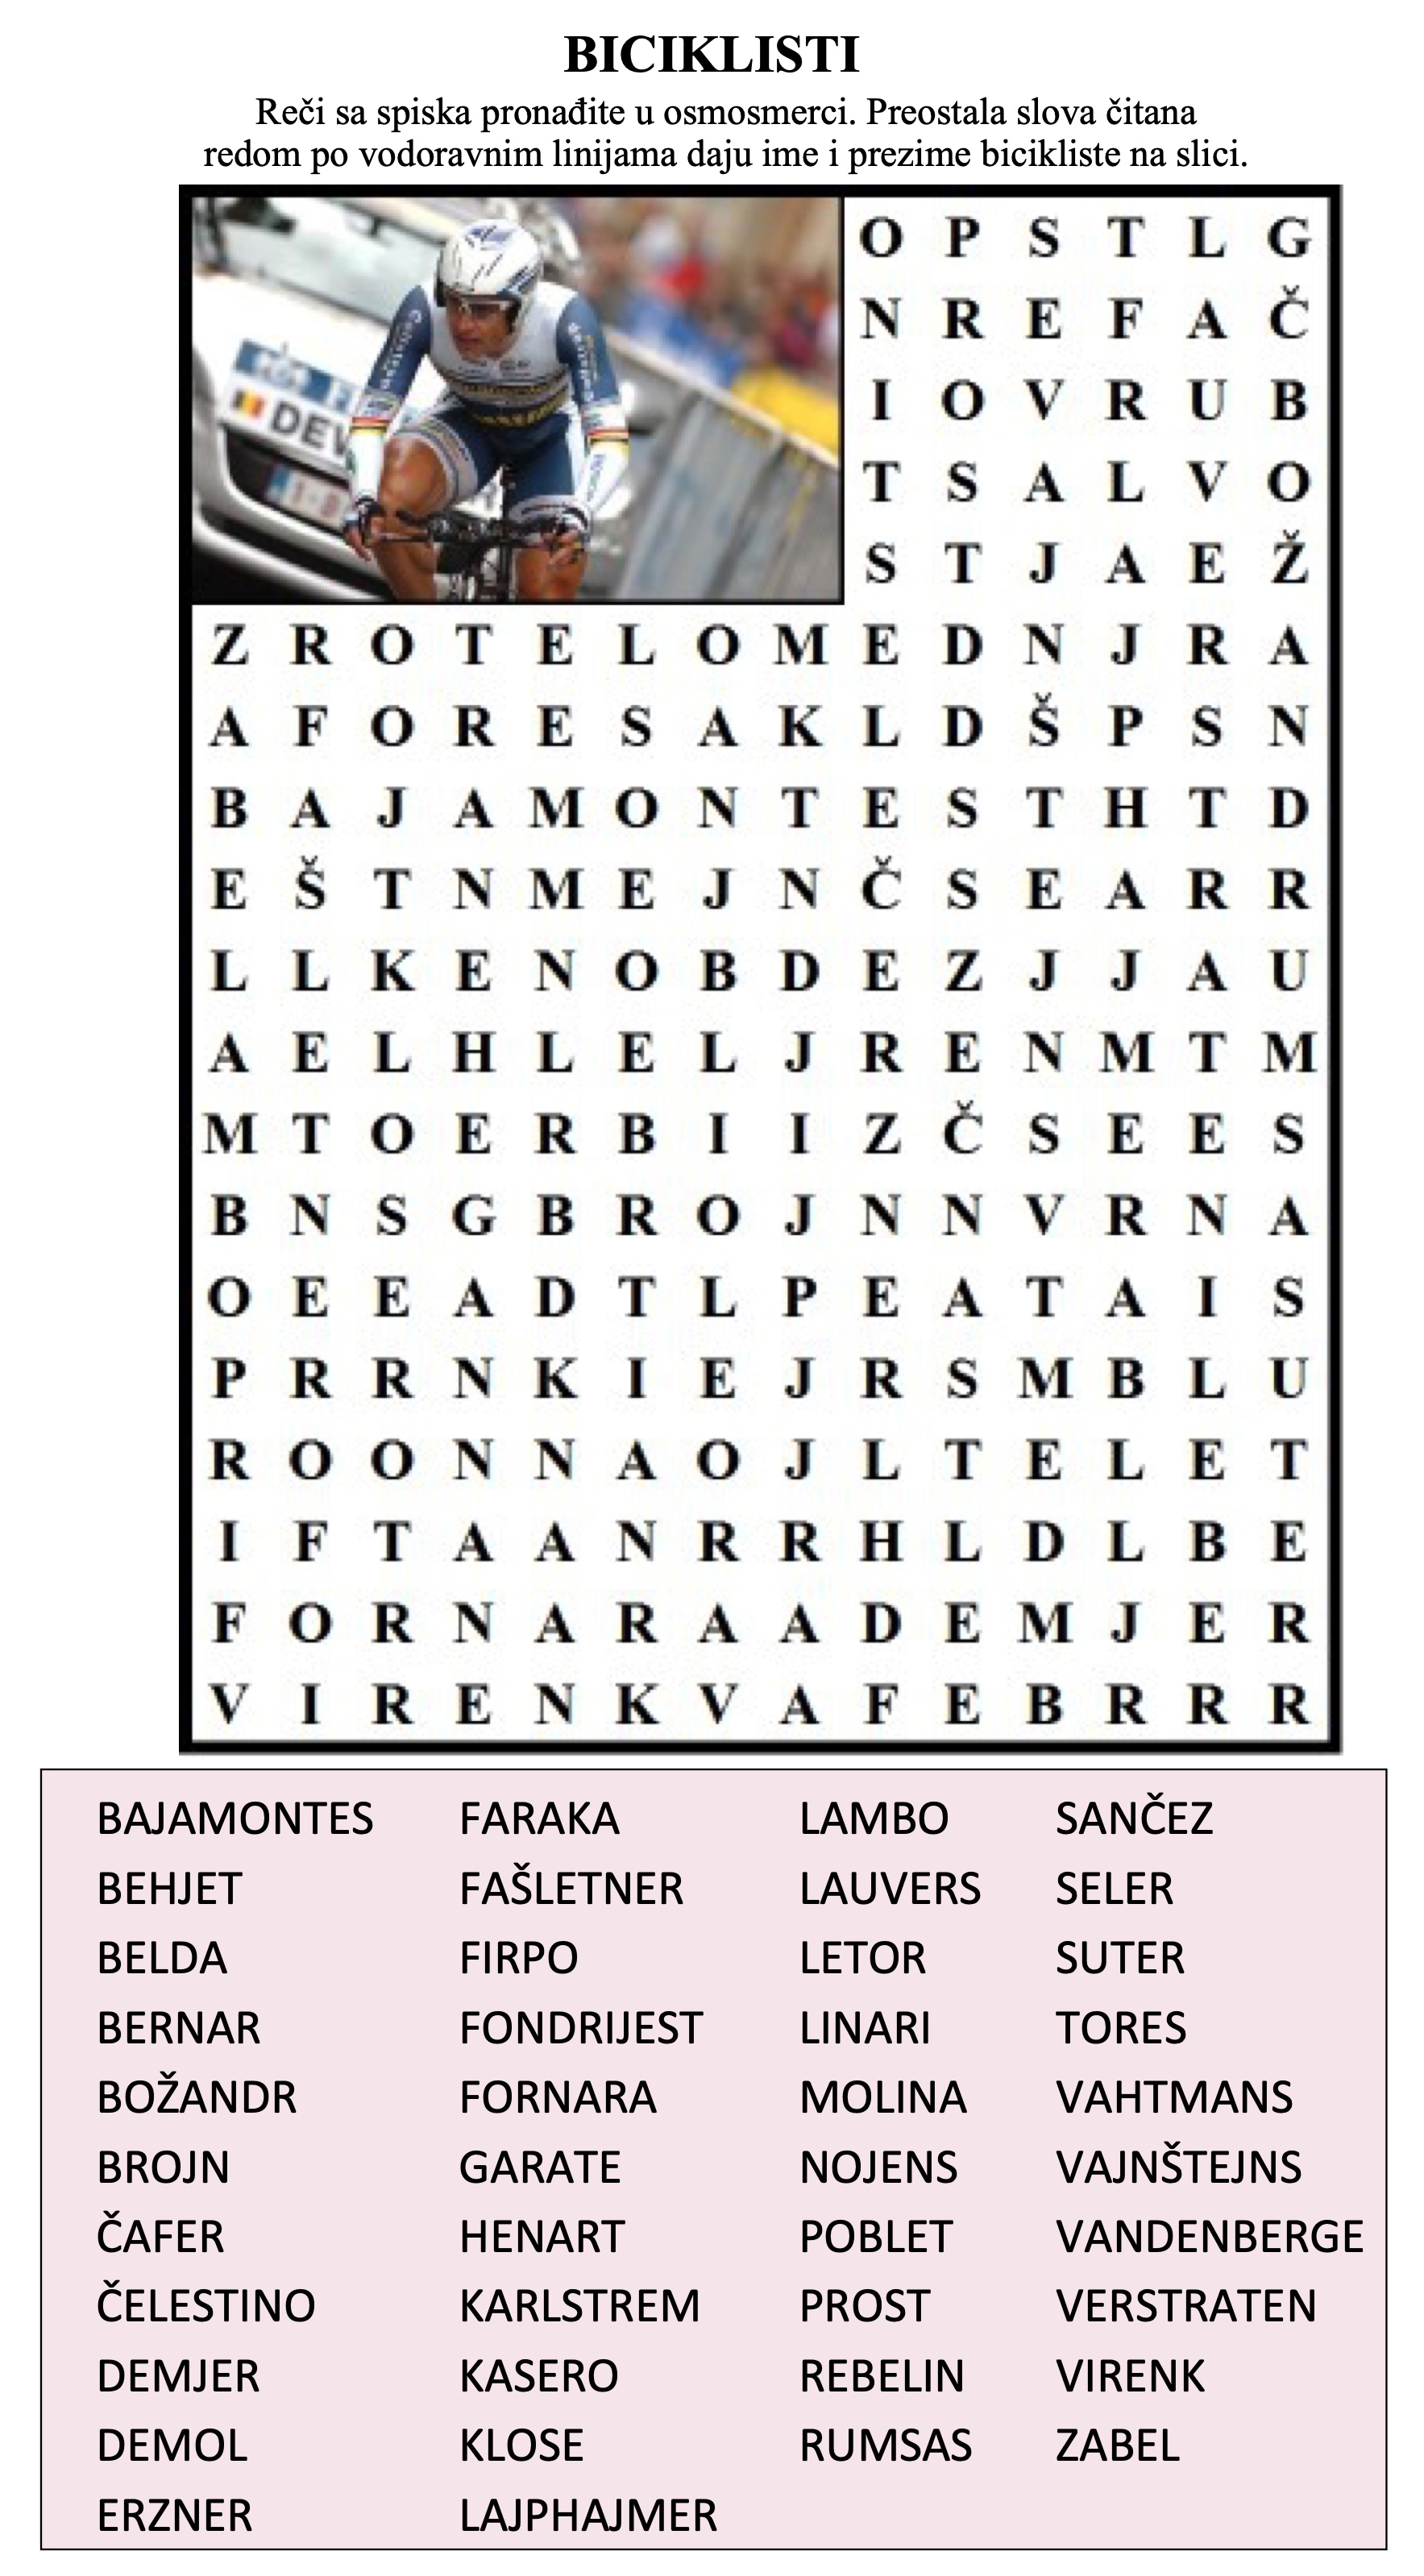 BICIKLISTI
Reči sa spiska pronađite u osmosmerci. Preostala slova čitana
redom po vodoravnim linijama daju ime i prezime bicikliste na slici.
DEV
O P S T L G
N R E F A Č
I O V R U B
T S A L V O
S T J A E Ž
Z R O T E L O M E D N J R A
A F O R E S A K L D Š P S N
B A J A M O N T E S T H T D
E Š T N M E J N Č S E A R R
L L K E N O B D E Z J J A U
A E L H L E L J R E N M T M
M T O E R B I I Z Č S E E S
B N S G B R O J N N V R N A
O E E A D T L P E A T A I S
P R R N K I E J R S M B L U
R O O N N A O J L T E L E T
I F T A A N R R H L D L B E
F O R N A R A A D E M J E R
V I R E N K V A F E B R R R
BAJAMONTES FARAKA LAMBO SANČEZ
BEHJET FAŠLETNER LAUVERS SELER
BELDA FIRPO LETOR SUTER
BERNAR FONDRIJEST LINARI TORES
BOŽANDR FORNARA MOLINA VAHTMANS
BROJN GARATE NOJENS VAJNŠTEJNS
ČAFER HENART POBLET VANDENBERGE
ČELESTINO KARLSTREM PROST VERSTRATEN
DEMJER KASERO REBELIN VIRENK
DEMOL KLOSE RUMSAS ZABEL
ERZNER LAJPHAJMER